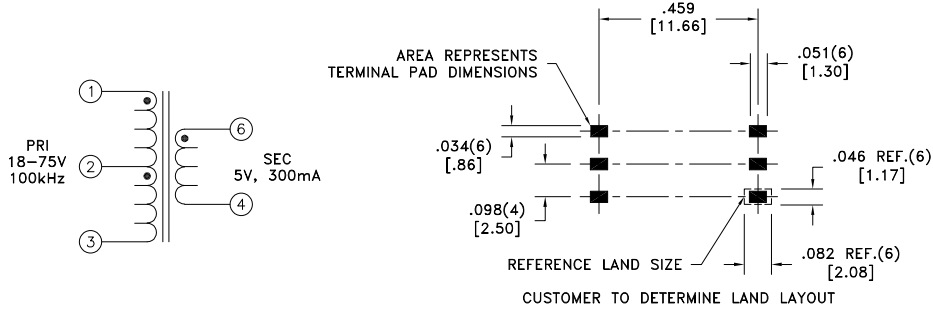 1
2
3
PRI
18-75V
100kHz
6
4
SEC
5V, 300mA
.459
[11.66]
AREA REPRESENTS
TERMINAL PAD DIMENSIONS
.051(6)
[1.30]
.034(6)
[.86]
.098(4)
[2.50]
.046 REF.(6)
[1.17]
REFERENCE LAND SIZE
.082 REF.(6)
[2.08]
CUSTOMER TO DETERMINE LAND LAYOUT